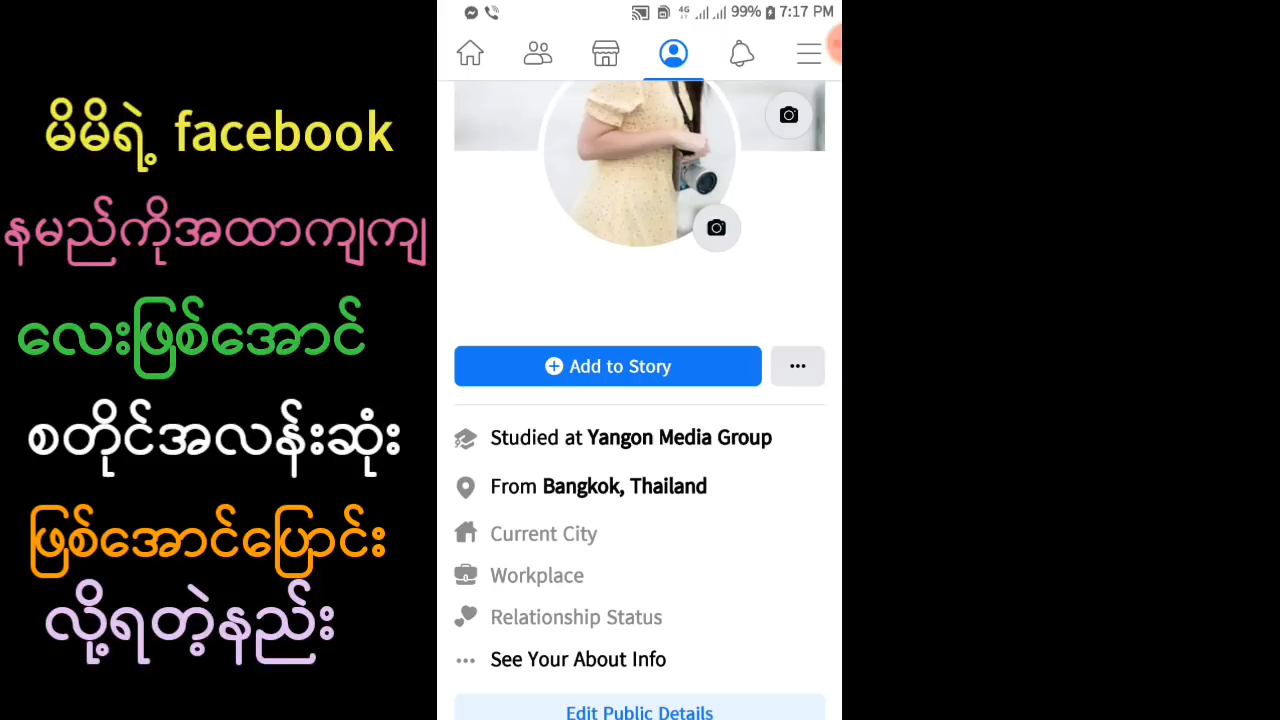 မိမိရဲ့ facebook
နမည်ကိုအထာကျကျ
လေးဖြစ်အောင်
စတိုင်အလန်းဆုံး
ဖြစ်အောင်ပြောင်း
လို့ရတဲ့နည်း
4G 99% 7:17 PM
Add to Story
Studied at Yangon Media Group
From Bangkok, Thailand
Current City
Workplace
Relationship Status
See Your About Info
Edit Public Details